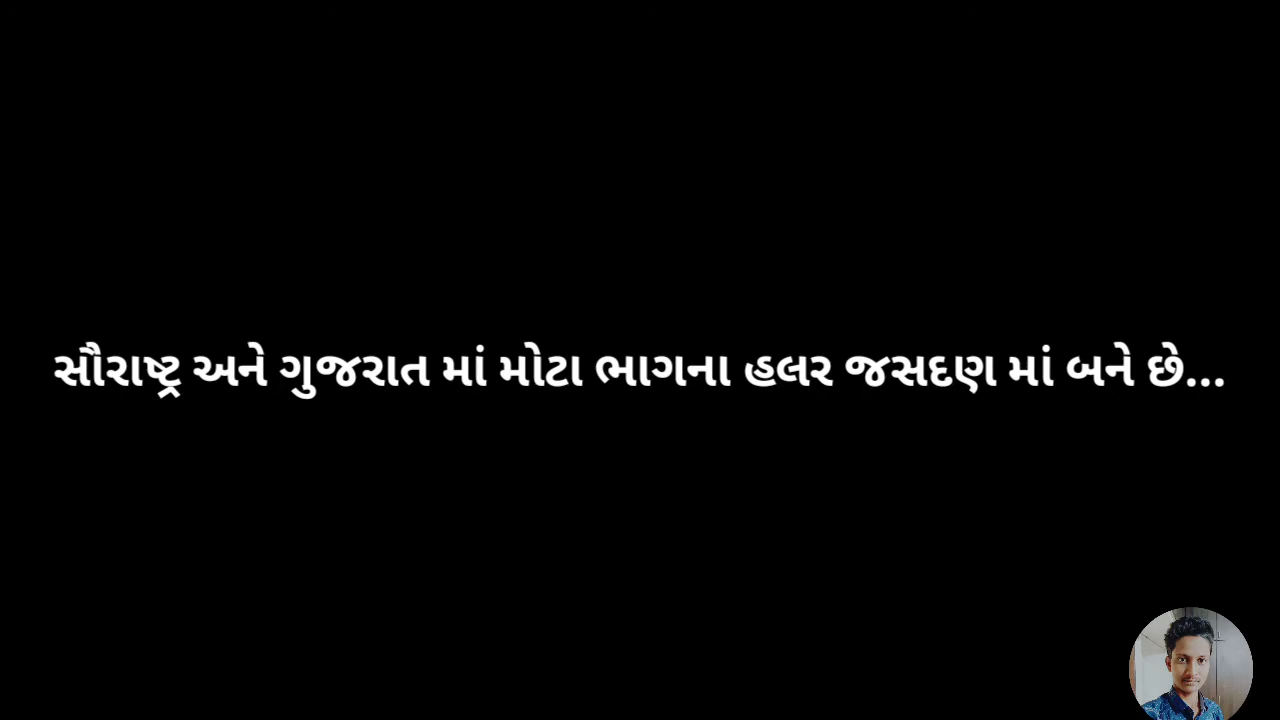 સૌરાષ્ટ્ર અને ગુજરાત માં મોટા ભાગના હલર જસદણ માં બને છે...